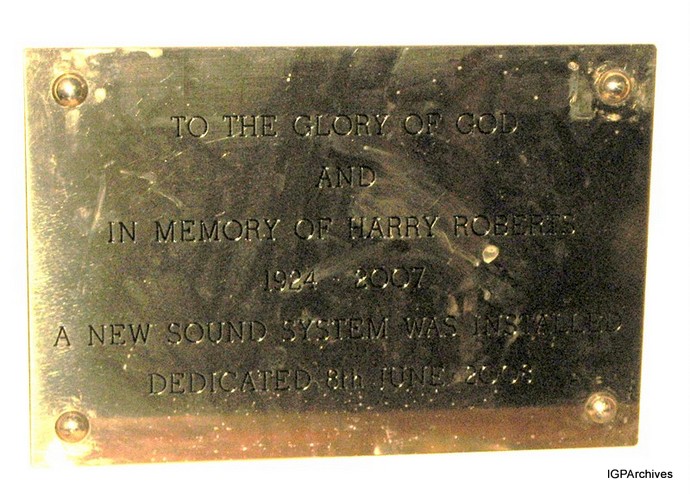 TO THE GLORY OF GOD
AND
IN MEMORY OF HARRY ROBERTS
1924 - 2007
A NEW SOUND SYSTEM WAS INSTALLED
DEDICATED 8th JUNE 2008
IGPArchives